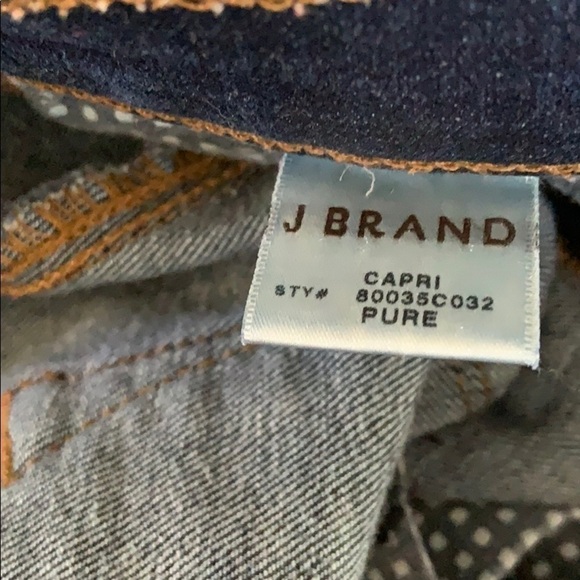 J BRAND
CAPRI
STY# 80035C032
PURE